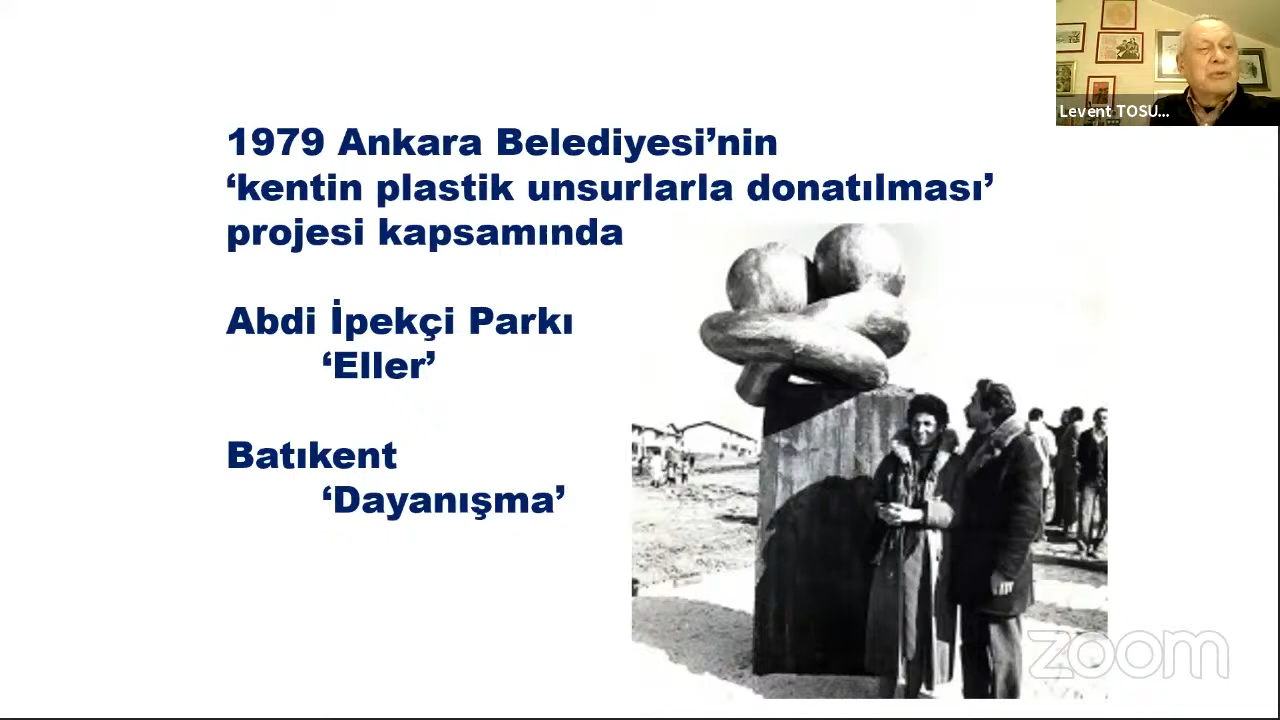 Levent TOSU...
1979 Ankara Belediyesi’nin
‘kentin plastik unsurlarla donatılması’
projesi kapsamında
Abdi İpekçi Parkı
‘Eller’
Batıkent
‘Dayanışma’
zoom